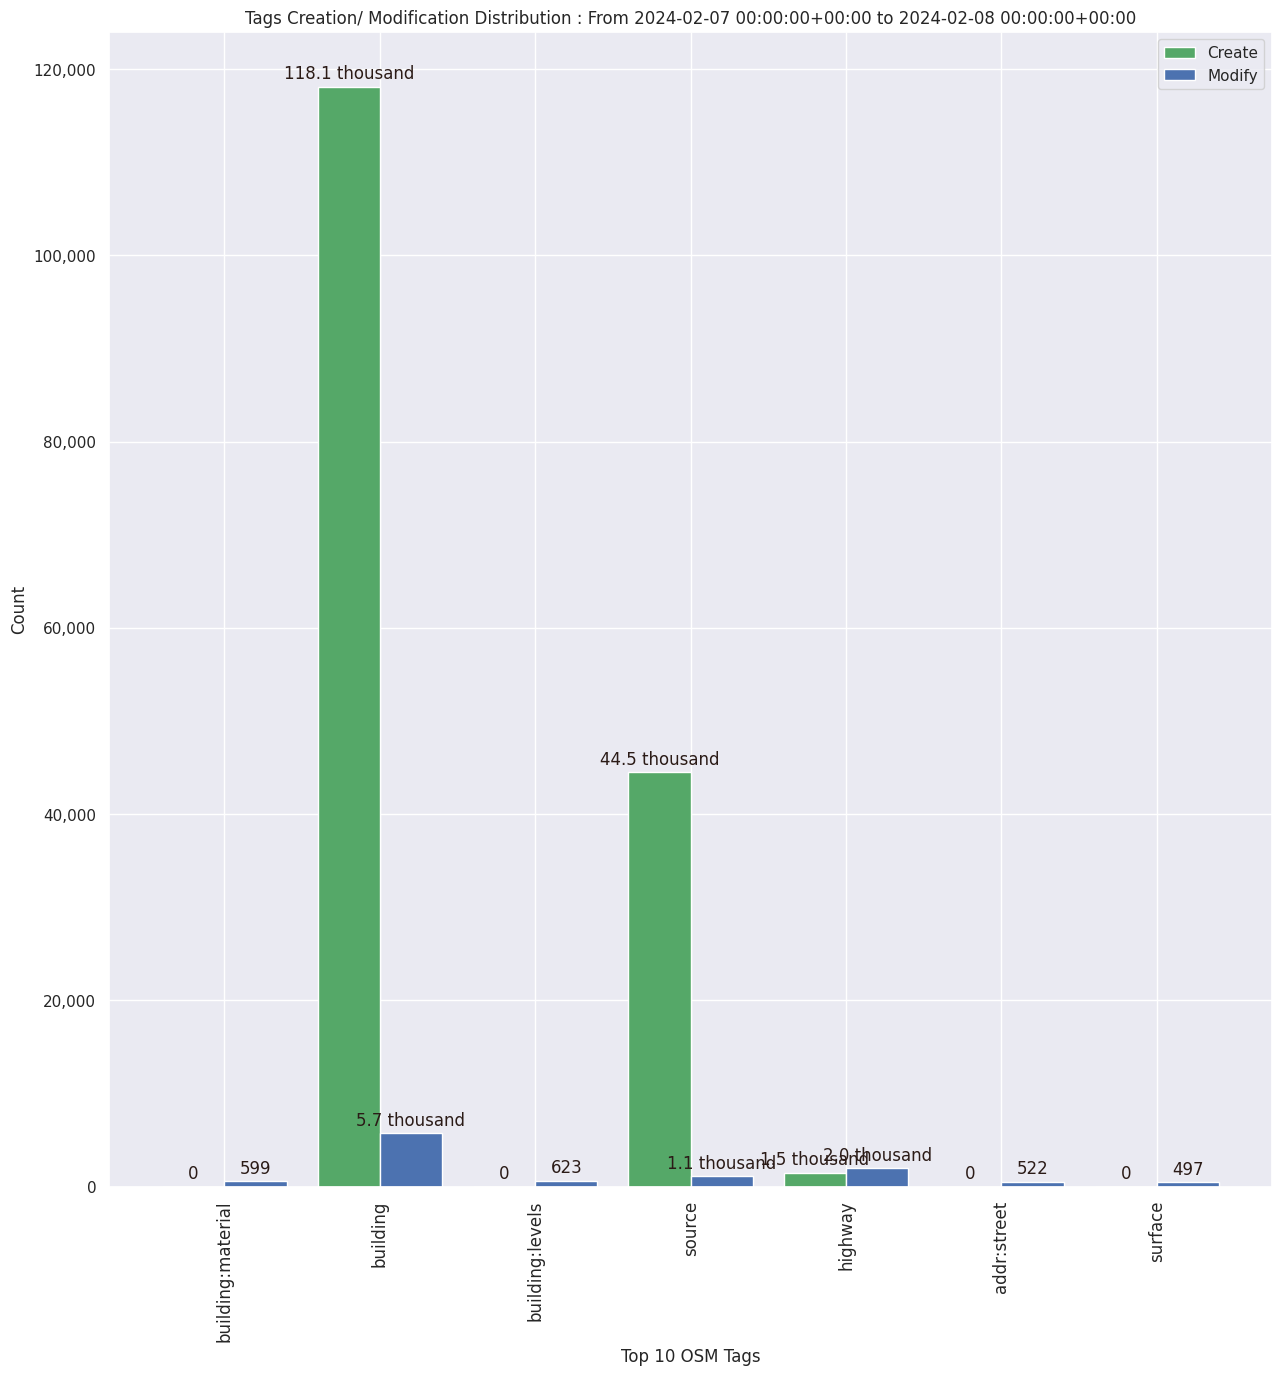 Tags Creation/ Modification Distribution : From 2024-02-07 00:00:00+00:00 to 2024-02-08 00:00:00+00:00
Create
Modify
120,000
100,000
80,000
60,000
40,000
20,000
0
Count
118.1 thousand
44.5 thousand
5.7 thousand
1.1 thousand
1.5 thousand
2.0 thousand
0
599
0
623
0
522
0
497
building:material
building
building:levels
source
highway
addr:street
surface
Top 10 OSM Tags